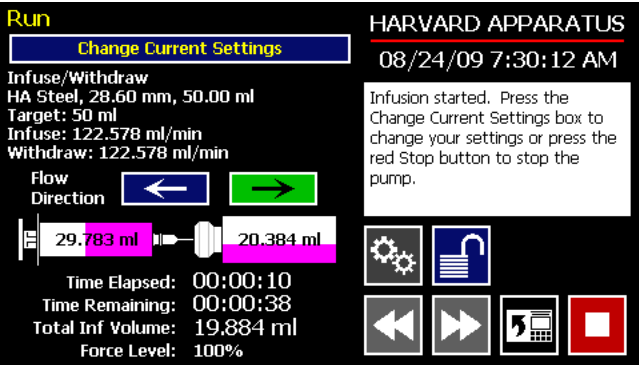 Run
Change Current Settings
Infuse/Withdraw
HA Steel, 28.60 mm, 50.00 ml
Target: 50 ml
Infuse: 122.578 ml/min
Withdraw: 122.578 ml/min
Flow
Direction
29.783 ml
20.384 ml
Time Elapsed: 00:00:10
Time Remaining: 00:00:38
Total Inf Volume: 19.884 ml
Force Level: 100%
HARVARD APPARATUS
08/24/09 7:30:12 AM
Infusion started. Press the
Change Current Settings box to
change your settings or press the
red Stop button to stop the
pump.